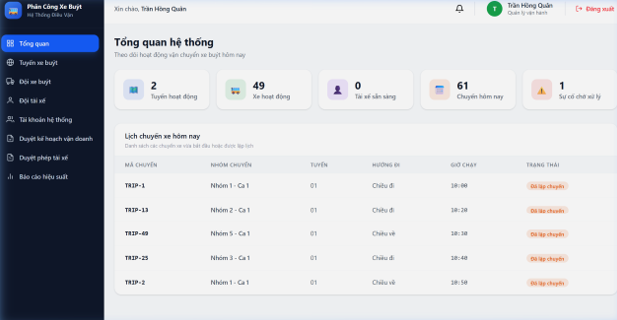 Phân Công Xe Buýt
Hệ Thống Điều Vận
Xin chào, Trần Hồng Quân
T
Trần Hồng Quân
Quản lý vận hành
Đăng xuất
Tổng quan
Tuyến xe buýt
Đội xe buýt
Đội tài xế
Tài khoản hệ thống
Duyệt kế hoạch vận doanh
Duyệt phép tài xế
Báo cáo hiệu suất
Tổng quan hệ thống
Theo dõi hoạt động vận chuyển xe buýt hôm nay
2
Tuyến hoạt động
49
Xe hoạt động
0
Tài xế sẵn sàng
61
Chuyến hôm nay
1
Sự cố chờ xử lý
Lịch chuyến xe hôm nay
Danh sách các chuyến xe vừa bắt đầu hoặc được lập lịch
MÃ CHUYẾN NHÓM CHUYẾN TUYẾN HƯỚNG ĐI GIỜ CHẠY TRẠNG THÁI
TRIP-1 Nhóm 1 - Ca 1 01 Chiều đi 10:00 Đã lập chuyến
TRIP-13 Nhóm 2 - Ca 1 01 Chiều đi 10:20 Đã lập chuyến
TRIP-49 Nhóm 5 - Ca 1 01 Chiều về 10:30 Đã lập chuyến
TRIP-25 Nhóm 3 - Ca 1 01 Chiều đi 10:40 Đã lập chuyến
TRIP-2 Nhóm 1 - Ca 1 01 Chiều về 10:50 Đã lập chuyến